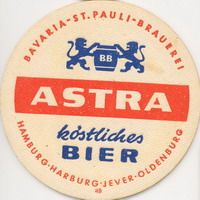 BAVARIA-ST.PAULI-BRAUEREI
BB
ASTRA
köstliches
BIER
HAMBURG·HARBURG·JEVER·OLDENBURG